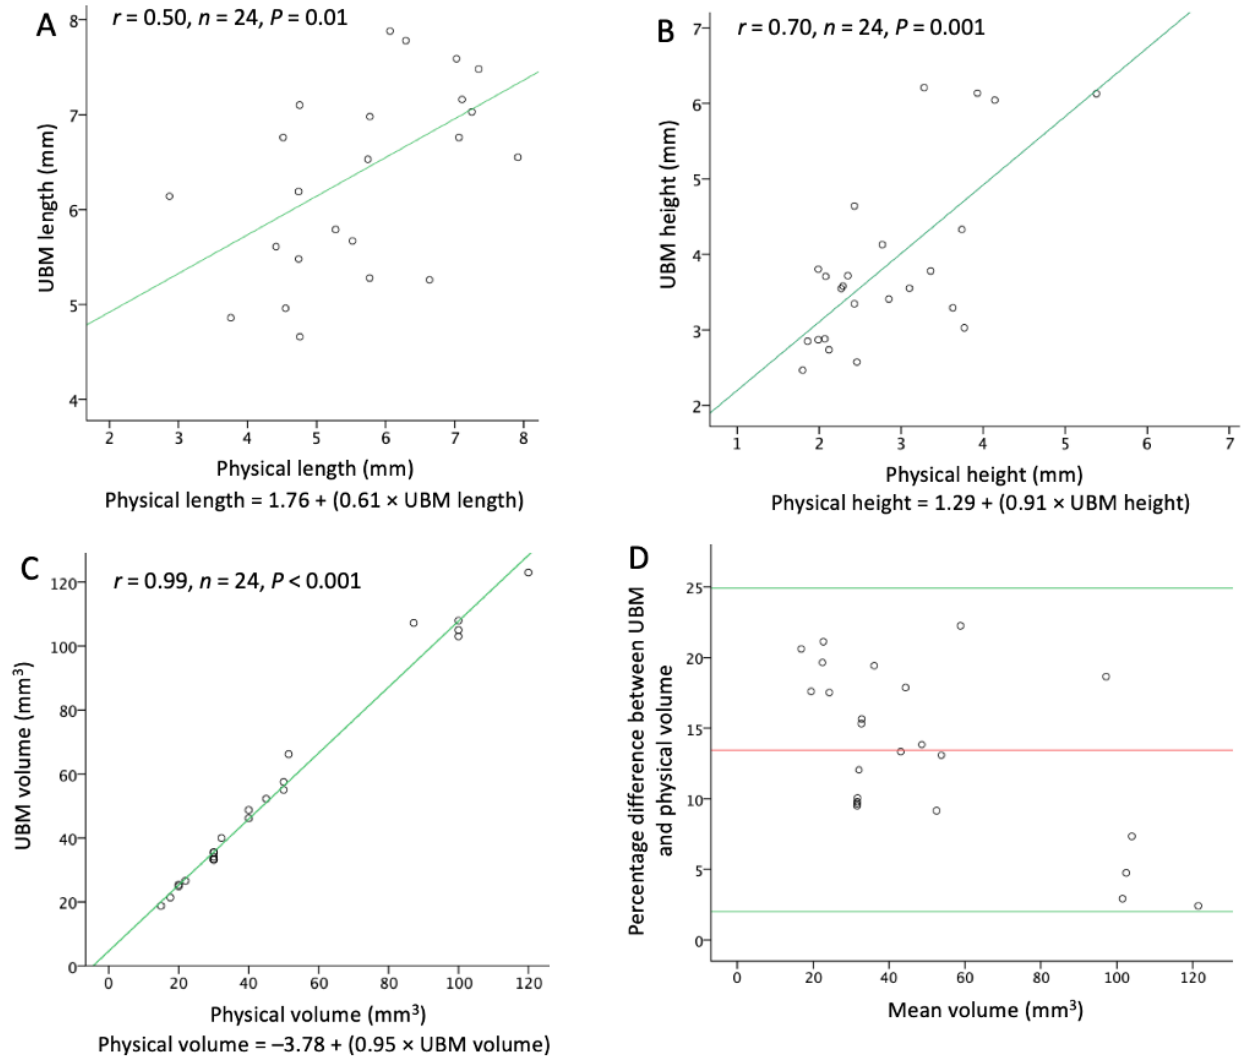 A
r = 0.50, n = 24, P = 0.01
8
7
6
5
4
UBM length (mm)
2 3 4 5 6 7 8
Physical length (mm)
Physical length = 1.76 + (0.61 × UBM length)
B
r = 0.70, n = 24, P = 0.001
7
6
5
4
3
2
UBM height (mm)
1 2 3 4 5 6 7
Physical height (mm)
Physical height = 1.29 + (0.91 × UBM height)
C
r = 0.99, n = 24, P < 0.001
120
100
80
60
40
20
0
UBM volume (mm³)
0 20 40 60 80 100 120
Physical volume (mm³)
Physical volume = –3.78 + (0.95 × UBM volume)
D
25
20
15
10
5
0
Percentage difference between UBM
and physical volume
0 20 40 60 80 100 120
Mean volume (mm³)